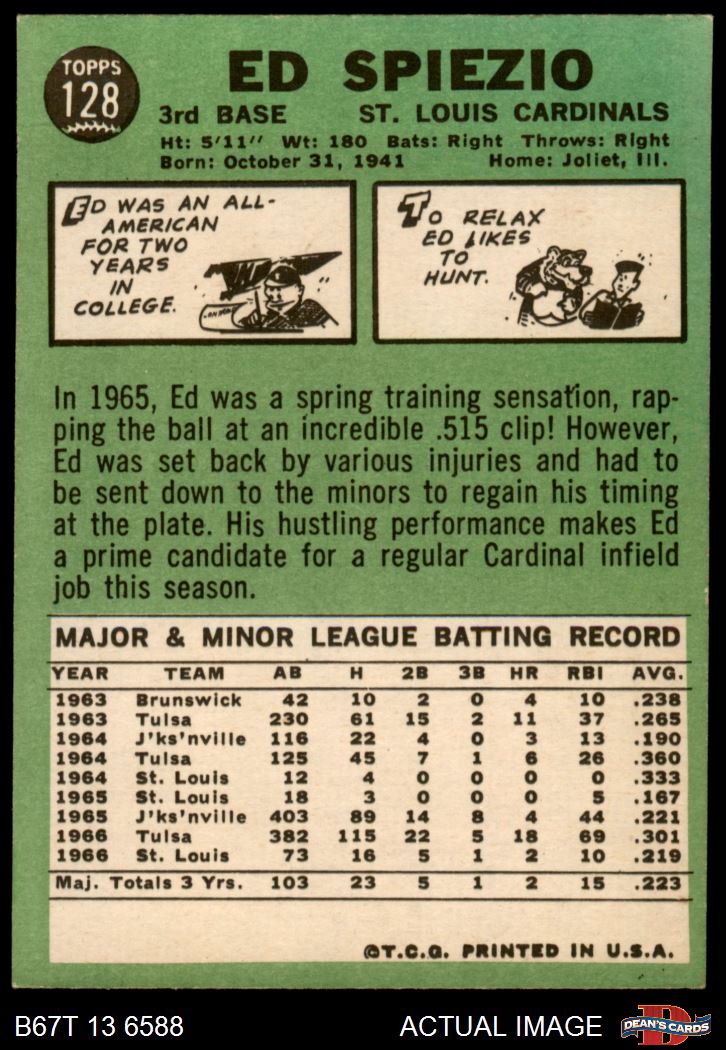 TOPPS
128
ED SPIEZIO
3rd BASE ST. LOUIS CARDINALS
Ht: 5'11" Wt: 180 Bats: Right Throws: Right
Born: October 31, 1941 Home: Joliet, Ill.
ED WAS AN ALL-
AMERICAN
FOR TWO
YEARS
IN
COLLEGE.
TO RELAX
ED LIKES
TO
HUNT.
In 1965, Ed was a spring training sensation, rap-
ping the ball at an incredible .515 clip! However,
Ed was set back by various injuries and had to
be sent down to the minors to regain his timing
at the plate. His hustling performance makes Ed
a prime candidate for a regular Cardinal infield
job this season.
MAJOR & MINOR LEAGUE BATTING RECORD
YEAR TEAM AB H 2B 3B HR RBI AVG.
1963 Brunswick 42 10 2 0 4 10 .238
1963 Tulsa 230 61 15 2 11 37 .265
1964 J'ks'nville 116 22 4 0 3 13 .190
1964 Tulsa 125 45 7 1 6 26 .360
1964 St. Louis 12 4 0 0 0 0 .333
1965 St. Louis 18 3 0 0 0 5 .167
1965 J'ks'nville 403 89 14 8 4 44 .221
1966 Tulsa 382 115 22 5 18 69 .301
1966 St. Louis 73 16 5 1 2 10 .219
Maj. Totals 3 Yrs. 103 23 5 1 2 15 .223
©T.C.G. PRINTED IN U.S.A.
B67T 13 6588 ACTUAL IMAGE
DEAN'S CARDS